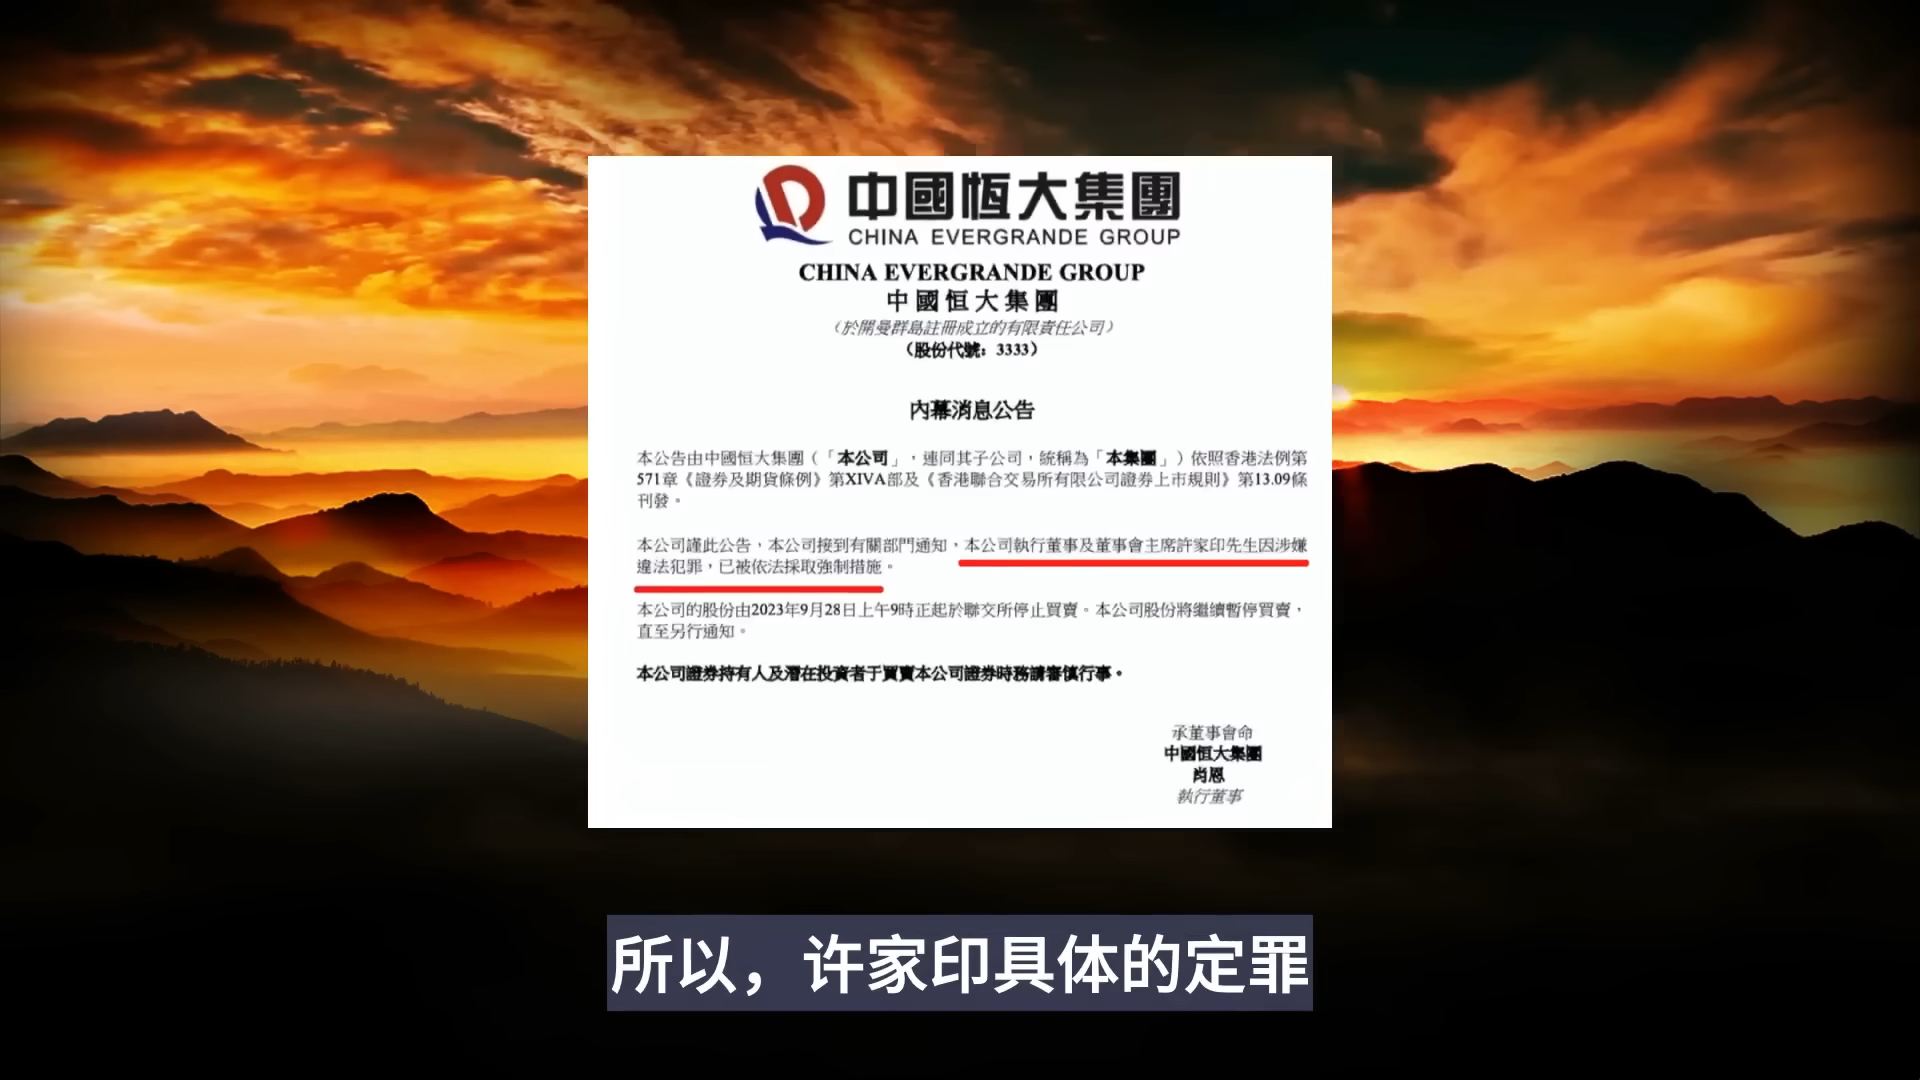 中國恆大集團
CHINA EVERGRANDE GROUP
CHINA EVERGRANDE GROUP
中國恒大集團
（於開曼群島註冊成立的有限責任公司）
（股份代號：3333）
內幕消息公告
本公告由中國恒大集團（「本公司」，連同其子公司，統稱為「本集團」）依照香港法例第
571章《證券及期貨條例》第XIVA部及《香港聯合交易所有限公司證券上市規則》第13.09條
刊發。
本公司謹此公告，本公司接到有關部門通知，本公司執行董事及董事會主席許家印先生因涉嫌
違法犯罪，已被依法採取強制措施。
本公司的股份由2023年9月28日上午9時正起於聯交所停止買賣。本公司股份將繼續暫停買賣，
直至另行通知。
本公司證券持有人及潛在投資者于買賣本公司證券時務請審慎行事。
承董事會命
中國恒大集團
肖恩
執行董事
所以，许家印具体的定罪